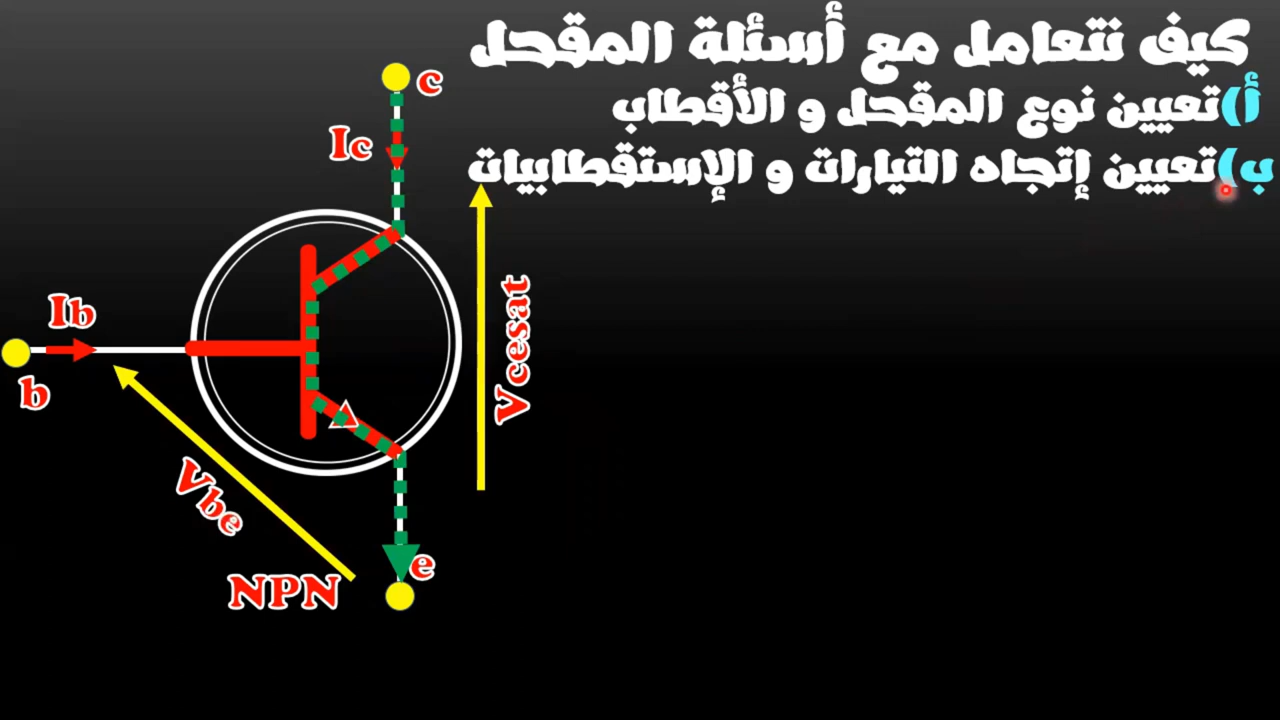 كيف نتعامل مع أسئلة المقحل
أ)تعيين نوع المقحل و الأقطاب
ب)تعيين إتجاه التيارات و الإستقطابيات
c
Ic
Ib
b
Vcesat
Vbe
e
NPN